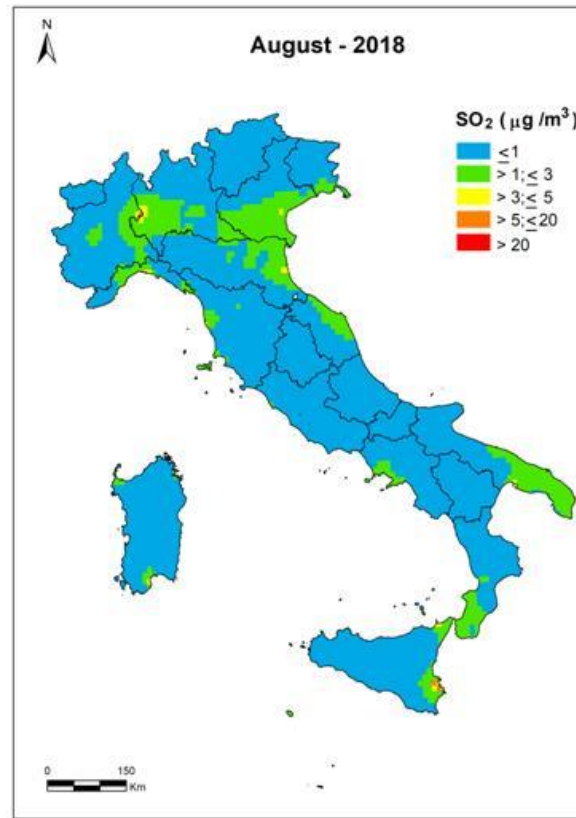 N
August - 2018
SO₂ ( μg /m³)
≤1
> 1;≤ 3
> 3;≤ 5
> 5;≤20
> 20
0 150
Km